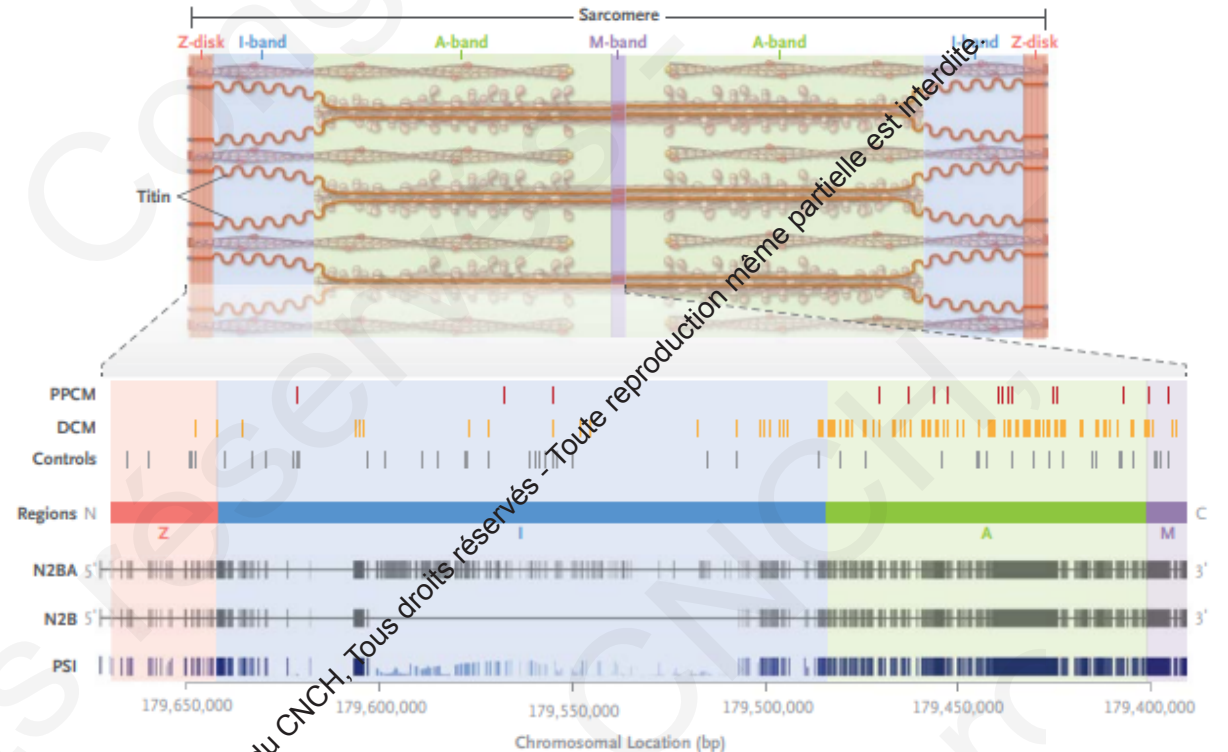 Sarcomere
Z-disk I-band A-band M-band A-band I-band Z-disk
Titin
PPCM
DCM
Controls
Regions N C
Z I A M
N2BA 5' 3'
N2B 5' 3'
PSI
179,650,000 179,600,000 179,550,000 179,500,000 179,450,000 179,400,000
Chromosomal Location (bp)
du CNCH, Tous droits réservés - Toute reproduction même partielle est interdite.
CNCH,
réservés -